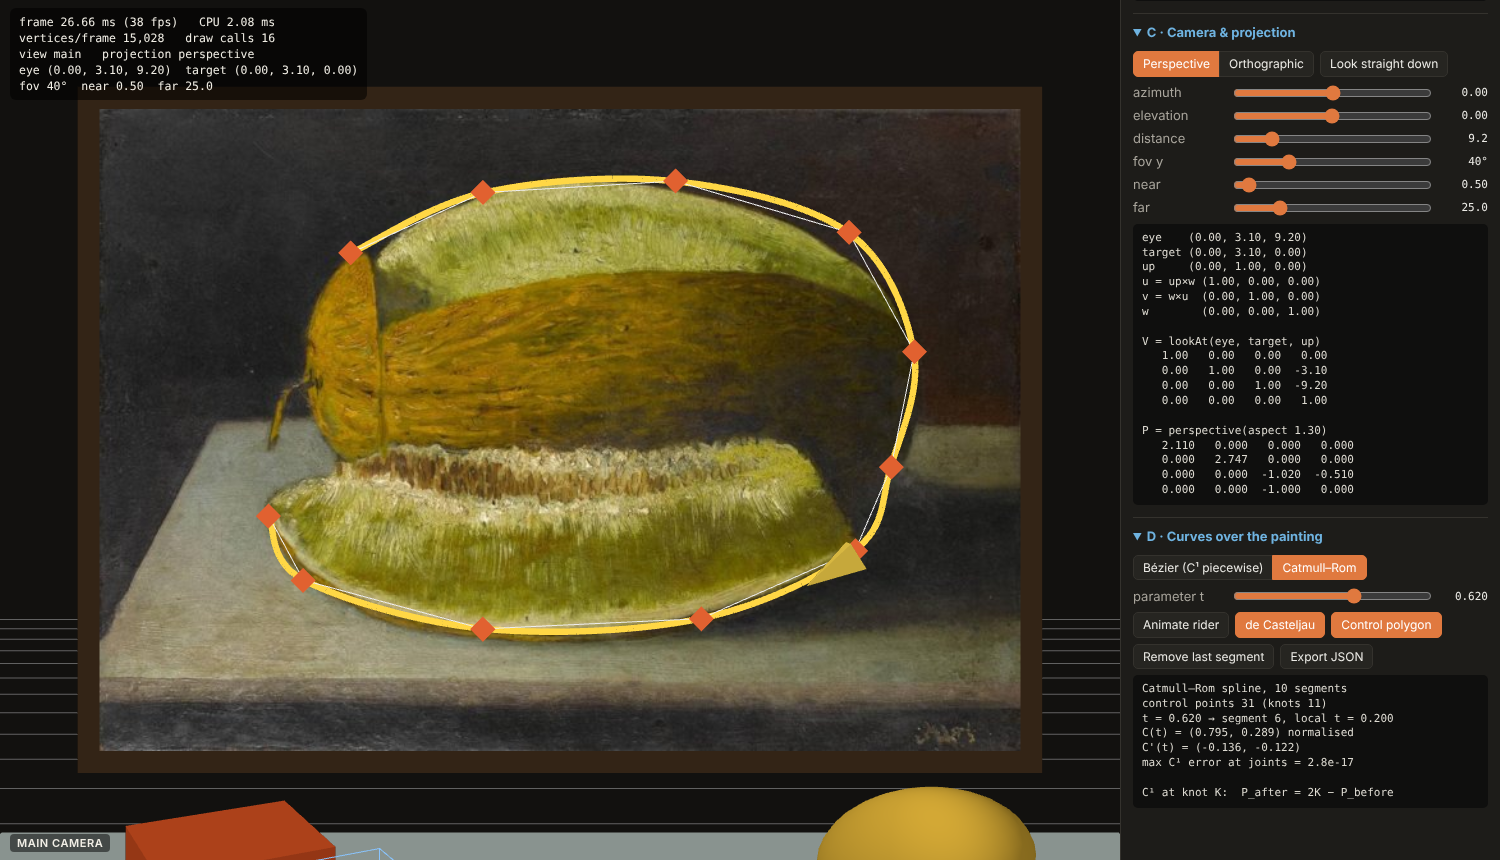 frame 26.66 ms (38 fps)   CPU 2.08 ms
vertices/frame 15,028   draw calls 16
view main   projection perspective
eye (0.00, 3.10, 9.20)  target (0.00, 3.10, 0.00)
fov 40°  near 0.50  far 25.0
MAIN CAMERA
▼ C · Camera & projection
Perspective Orthographic Look straight down
azimuth 0.00
elevation 0.00
distance 9.2
fov y 40°
near 0.50
far 25.0
eye    (0.00, 3.10, 9.20)
target (0.00, 3.10, 0.00)
up     (0.00, 1.00, 0.00)
u = up×w (1.00, 0.00, 0.00)
v = w×u  (0.00, 1.00, 0.00)
w        (0.00, 0.00, 1.00)
V = lookAt(eye, target, up)
1.00   0.00   0.00   0.00
0.00   1.00   0.00  -3.10
0.00   0.00   1.00  -9.20
0.00   0.00   0.00   1.00
P = perspective(aspect 1.30)
2.110   0.000   0.000   0.000
0.000   2.747   0.000   0.000
0.000   0.000  -1.020  -0.510
0.000   0.000  -1.000   0.000
▼ D · Curves over the painting
Bézier (C¹ piecewise) Catmull–Rom
parameter t 0.620
Animate rider de Casteljau Control polygon
Remove last segment Export JSON
Catmull–Rom spline, 10 segments
control points 31 (knots 11)
t = 0.620 → segment 6, local t = 0.200
C(t) = (0.795, 0.289) normalised
C'(t) = (-0.136, -0.122)
max C¹ error at joints = 2.8e-17
C¹ at knot K:  P_after = 2K − P_before